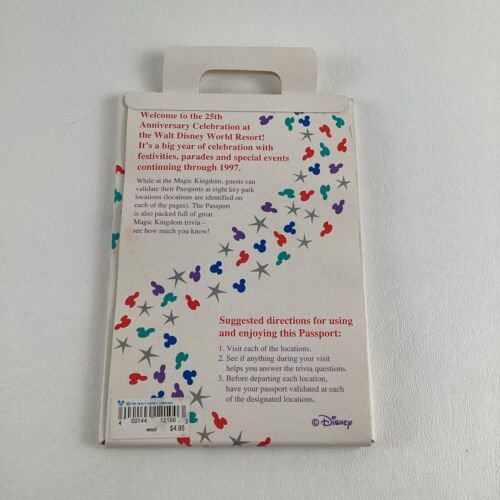 Welcome to the 25th
Anniversary Celebration at
the Walt Disney World Resort!
It's a big year of celebration with
festivities, parades and special events
continuing through 1997.
While at the Magic Kingdom, guests can
validate their Passports at eight key park
locations (locations are identified on
each of the pages). The Passport
is also packed full of great
Magic Kingdom trivia –
see how much you know!
Suggested directions for using
and enjoying this Passport:
1. Visit each of the locations.
2. See if anything during your visit
helps you answer the trivia questions.
3. Before departing each location,
have your passport validated at each
of the designated locations.
© THE WALT DISNEY COMPANY
4 00144 12100
$4.95
© Disney